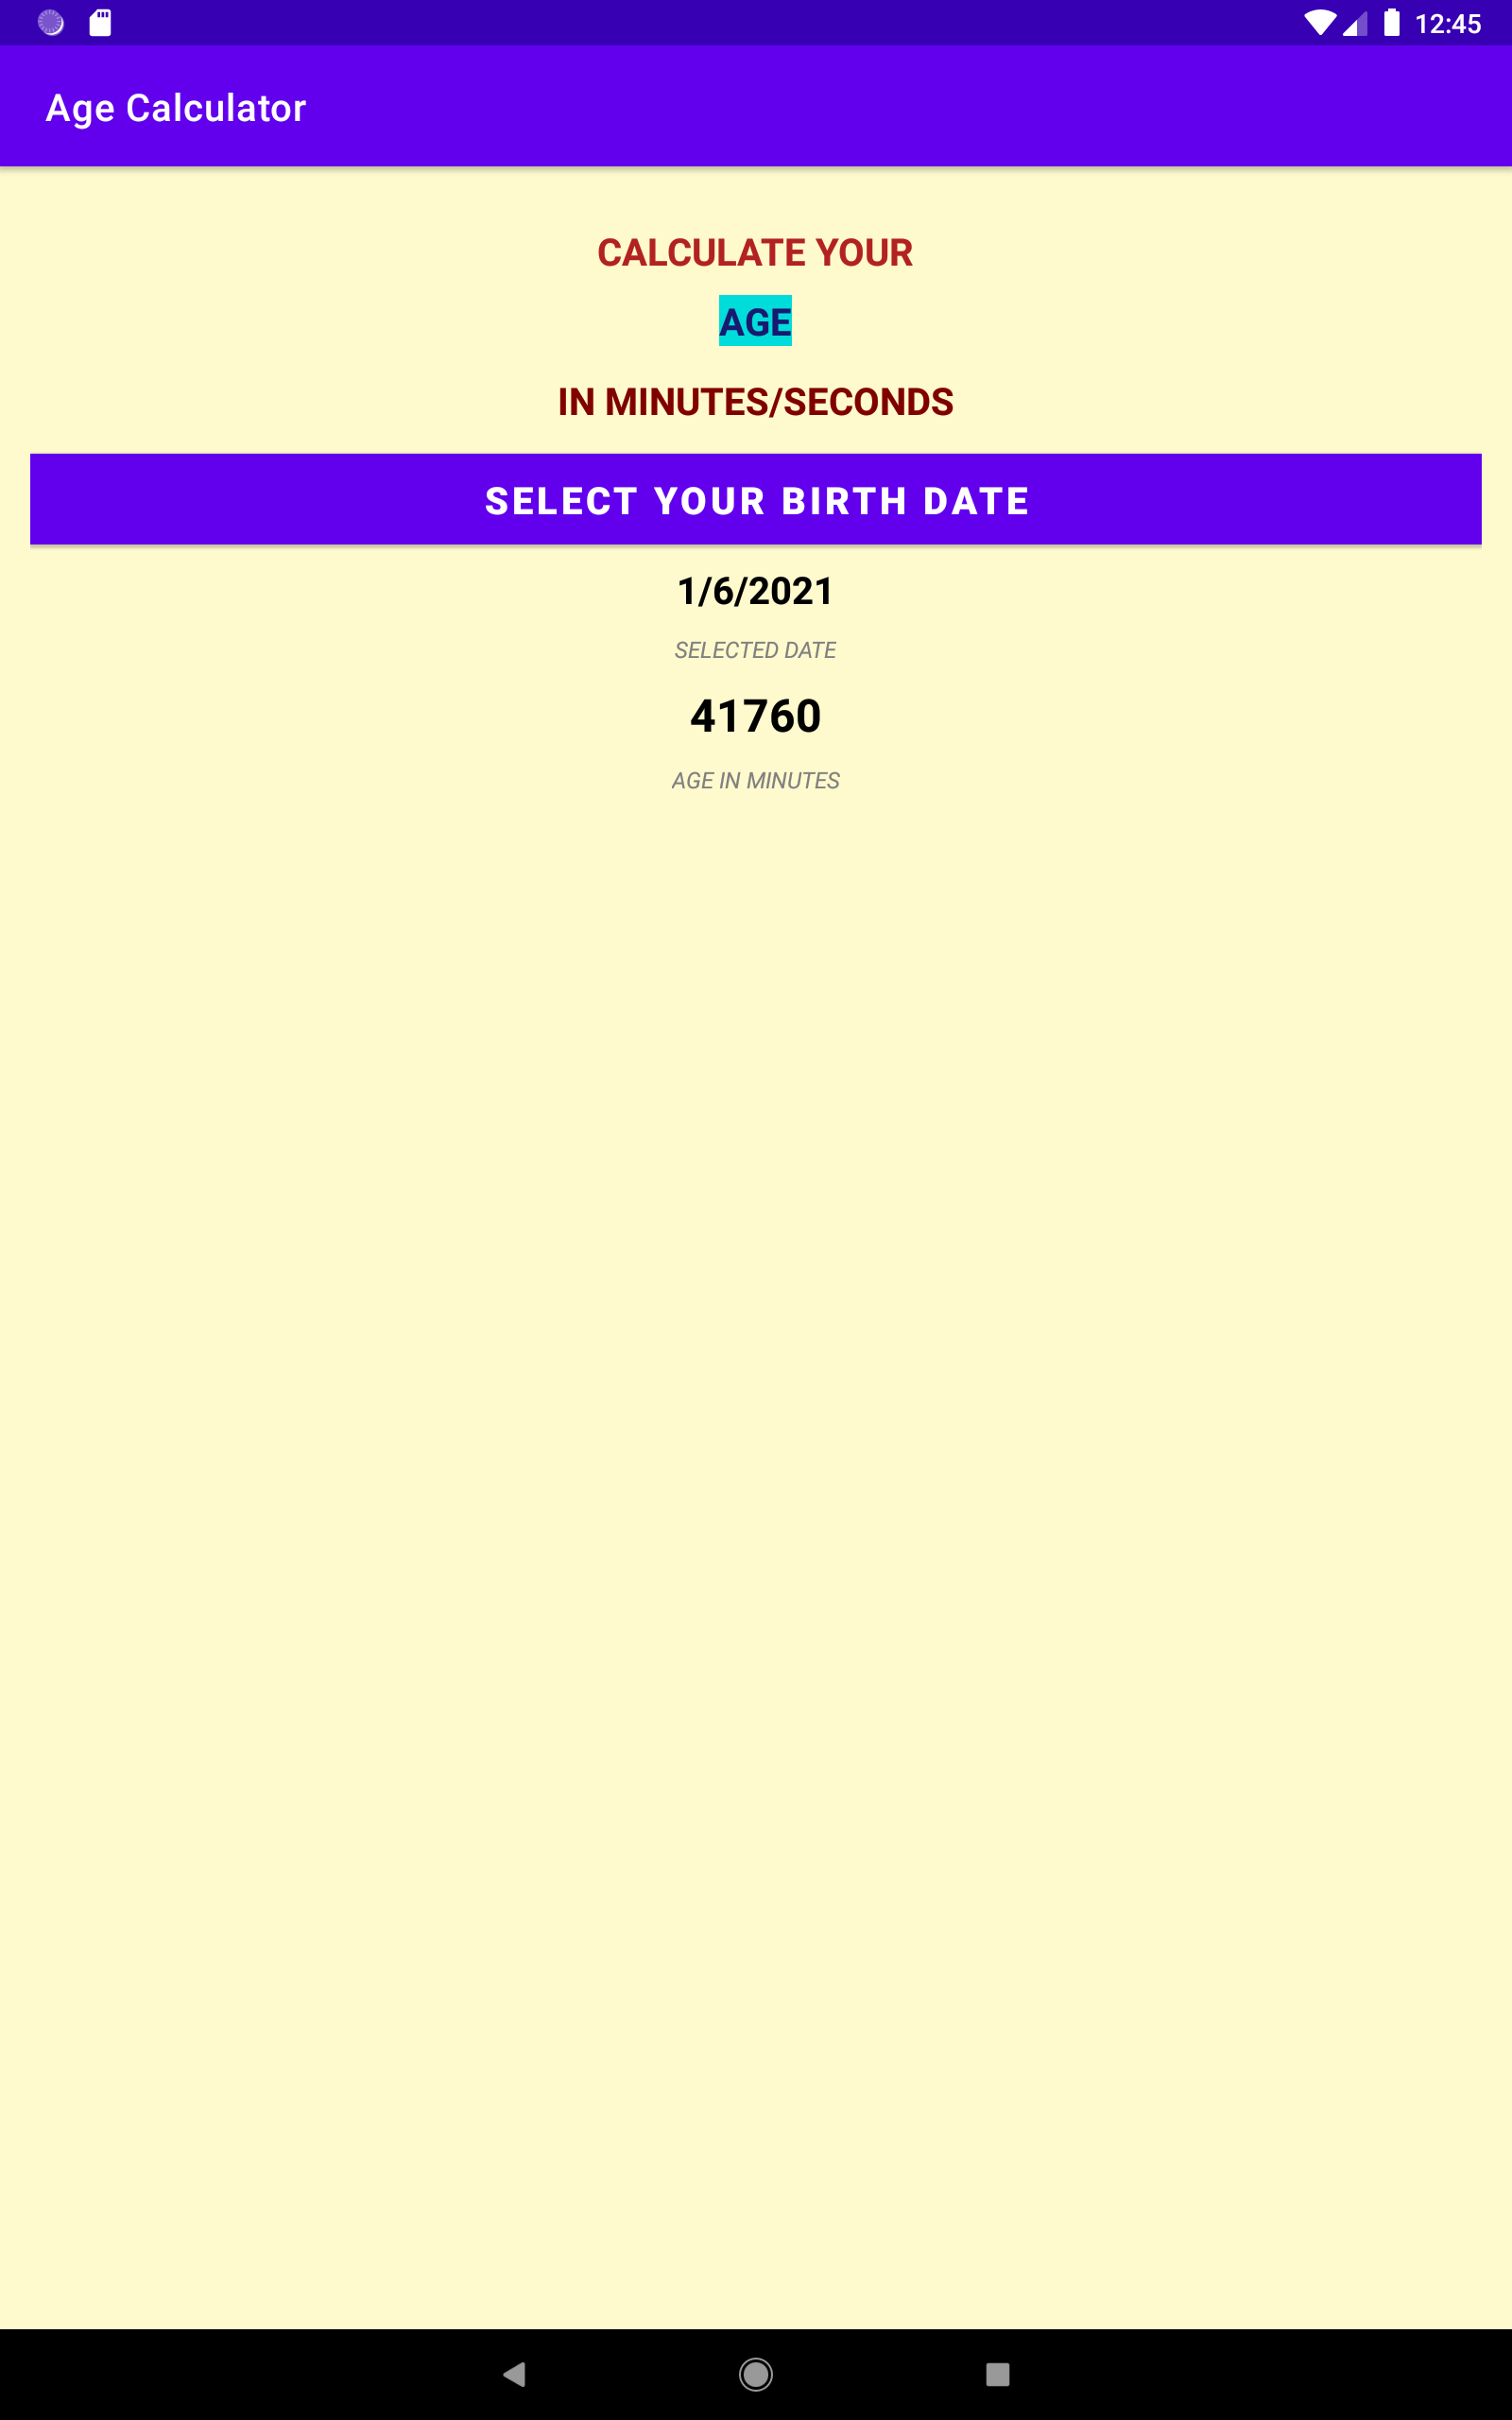 12:45
Age Calculator
CALCULATE YOUR
AGE
IN MINUTES/SECONDS
SELECT YOUR BIRTH DATE
1/6/2021
SELECTED DATE
41760
AGE IN MINUTES